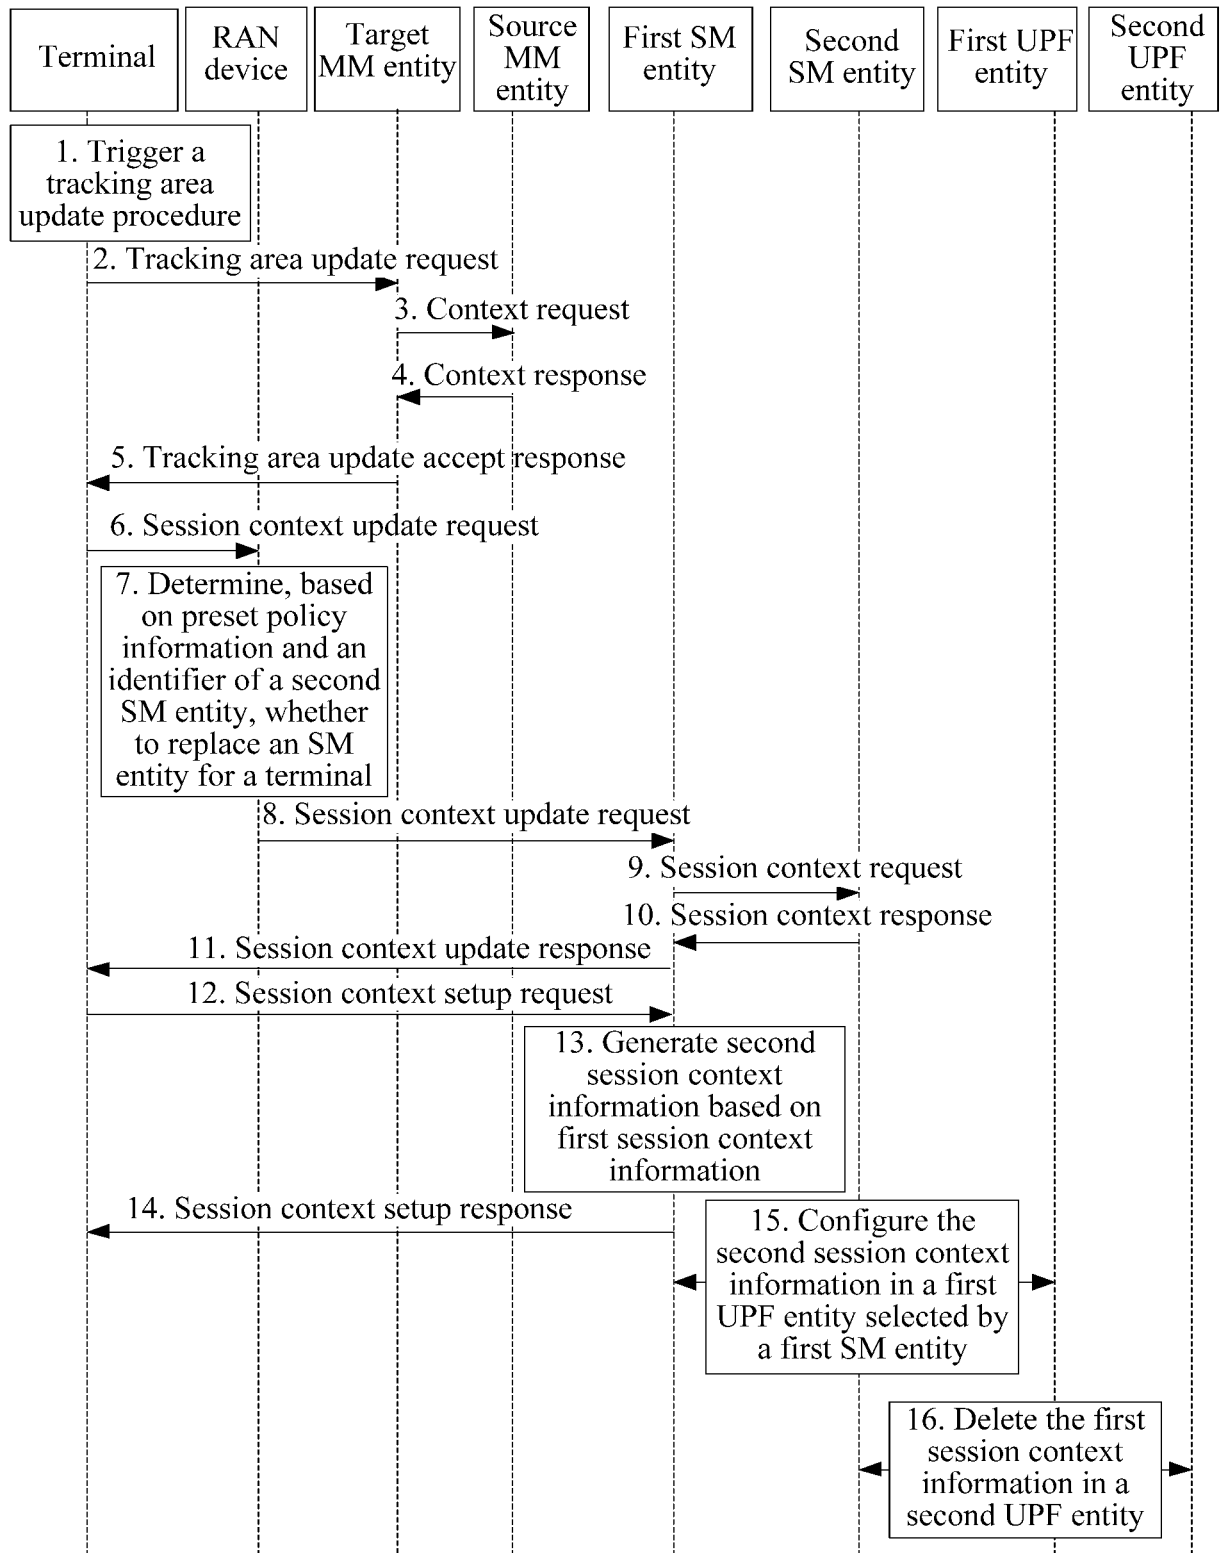 Terminal
RAN
device
Target
MM entity
Source
MM
entity
First SM
entity
Second
SM entity
First UPF
entity
Second
UPF
entity
1. Trigger a
tracking area
update procedure
2. Tracking area update request
3. Context request
4. Context response
5. Tracking area update accept response
6. Session context update request
7. Determine, based
on preset policy
information and an
identifier of a second
SM entity, whether
to replace an SM
entity for a terminal
8. Session context update request
9. Session context request
10. Session context response
11. Session context update response
12. Session context setup request
13. Generate second
session context
information based on
first session context
information
14. Session context setup response
15. Configure the
second session context
information in a first
UPF entity selected by
a first SM entity
16. Delete the first
session context
information in a
second UPF entity